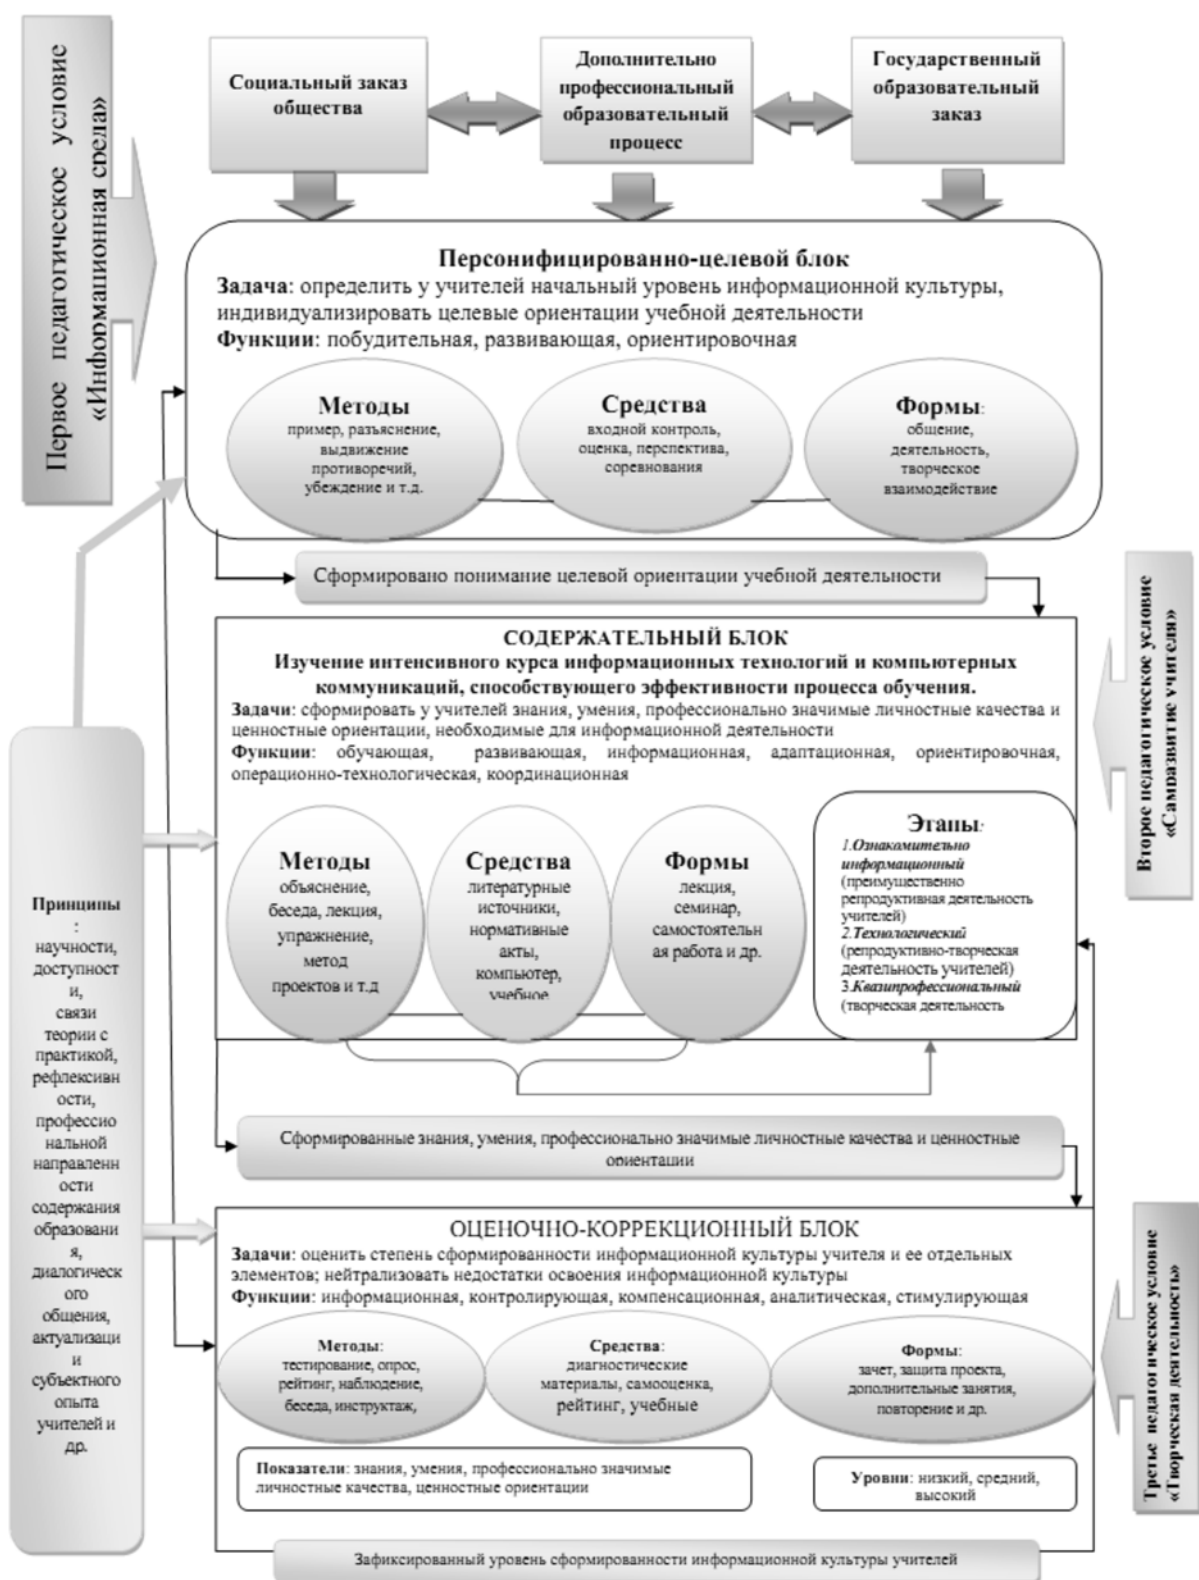 Первое педагогическое условие
«Информационная среда»
Социальный заказ
общества
Дополнительно
профессиональный
образовательный
процесс
Государственный
образовательный
заказ
Персонифицированно-целевой блок
Задача: определить у учителей начальный уровень информационной культуры,
индивидуализировать целевые ориентации учебной деятельности
Функции: побудительная, развивающая, ориентировочная
Методы
пример, разъяснение,
выдвижение
противоречий,
убеждение и т.д.
Средства
входной контроль,
оценка, перспектива,
соревнования
Формы:
общение,
деятельность,
творческое
взаимодействие
Сформировано понимание целевой ориентации учебной деятельности
Второе педагогическое условие
«Самразвитие учителя»
СОДЕРЖАТЕЛЬНЫЙ БЛОК
Изучение интенсивного курса информационных технологий и компьютерных
коммуникаций, способствующего эффективности процесса обучения.
Задачи: сформировать у учителей знания, умения, профессионально значимые личностные качества и
ценностные ориентации, необходимые для информационной деятельности
Функции: обучающая, развивающая, информационная, адаптационная, ориентировочная,
операционно-технологическая, координационная
Методы
объяснение,
беседа, лекция,
упражнение,
метод
проектов и т.д
Средства
литературные
источники,
нормативные
акты,
компьютер,
учебное
Формы
лекция,
семинар,
самостоятельн
ая работа и др.
Этапы:
1.Ознакомительно
информационный
(преимущественно
репродуктивная деятельность
учителей)
2.Технологический
(репродуктивно-творческая
деятельность учителей)
3.Квазипрофессиональный
(творческая деятельность
Принципы
:
научности,
доступност
и,
связи
теории с
практикой,
рефлексивн
ости,
профессио
нальной
направленн
ости
содержания
образовани
я,
диалогическ
ого
общения,
актуализаци
и
субъектного
опыта
учителей и
др.
Сформированные знания, умения, профессионально значимые личностные качества и ценностные
ориентации
ОЦЕНОЧНО-КОРРЕКЦИОННЫЙ БЛОК
Задачи: оценить степень сформированности информационной культуры учителя и ее отдельных
элементов; нейтрализовать недостатки освоения информационной культуры
Функции: информационная, контролирующая, компенсационная, аналитическая, стимулирующая
Методы:
тестирование, опрос,
рейтинг, наблюдение,
беседа, инструктаж,
Средства:
диагностические
материалы, самооценка,
рейтинг, учебные
Формы:
зачет, защита проекта,
дополнительные занятия,
повторение и др.
Показатели: знания, умения, профессионально значимые
личностные качества, ценностные ориентации
Уровни: низкий, средний,
высокий
Третье педагогическое условие
«Творческая деятельность»
Зафиксированный уровень сформированности информационной культуры учителей